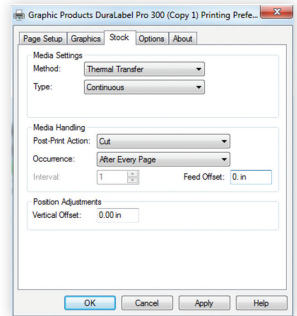 Graphic Products DuraLabel Pro 300 (Copy 1) Printing Prefe...
Page Setup Graphics Stock Options About
Media Settings
Method: Thermal Transfer
Type: Continuous
Media Handling
Post-Print Action: Cut
Occurrence: After Every Page
Interval: 1 Feed Offset: 0. in
Position Adjustments
Vertical Offset: 0.00 in
OK Cancel Apply Help